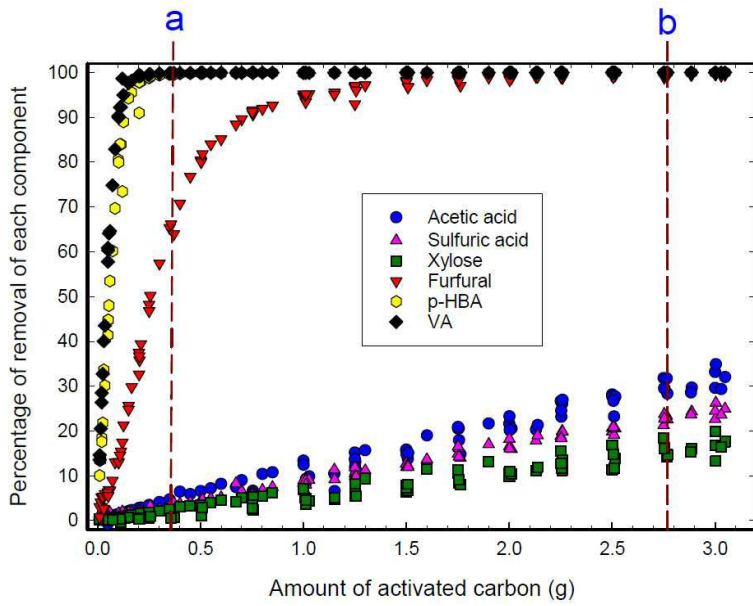 a
b
Percentage of removal of each component
100
90
80
70
60
50
40
30
20
10
0
Acetic acid
Sulfuric acid
Xylose
Furfural
p-HBA
VA
0.0 0.5 1.0 1.5 2.0 2.5 3.0
Amount of activated carbon (g)